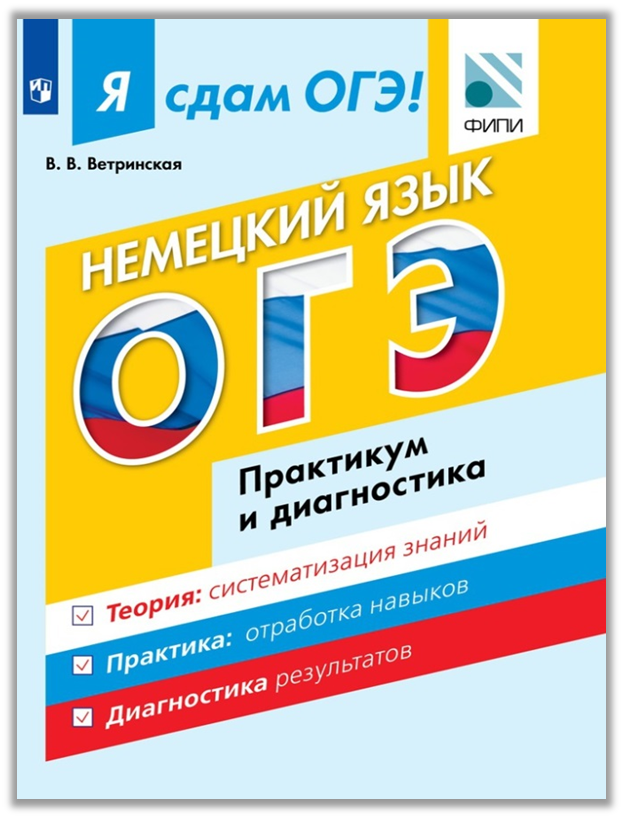 Я сдам ОГЭ!
ФИПИ
В. В. Ветринская
НЕМЕЦКИЙ ЯЗЫК
ОГЭ
Практикум
и диагностика
Теория: систематизация знаний
Практика: отработка навыков
Диагностика результатов